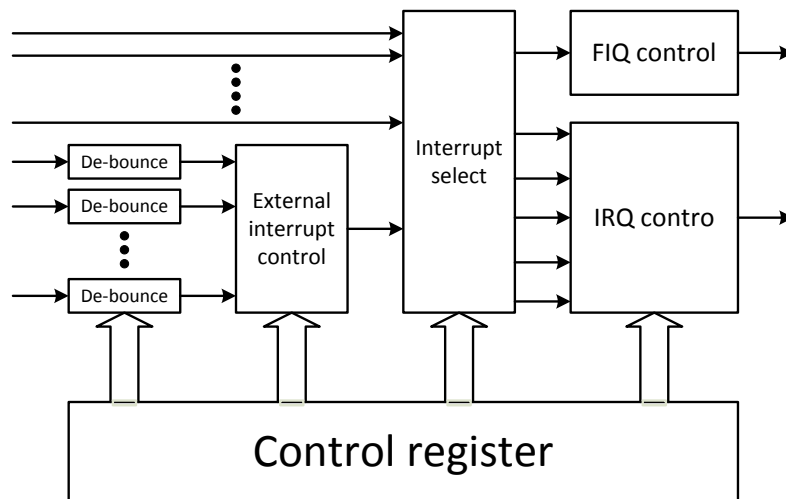 FIQ control
De-bounce
De-bounce
De-bounce
External
interrupt
control
Interrupt
select
IRQ contro
Control register